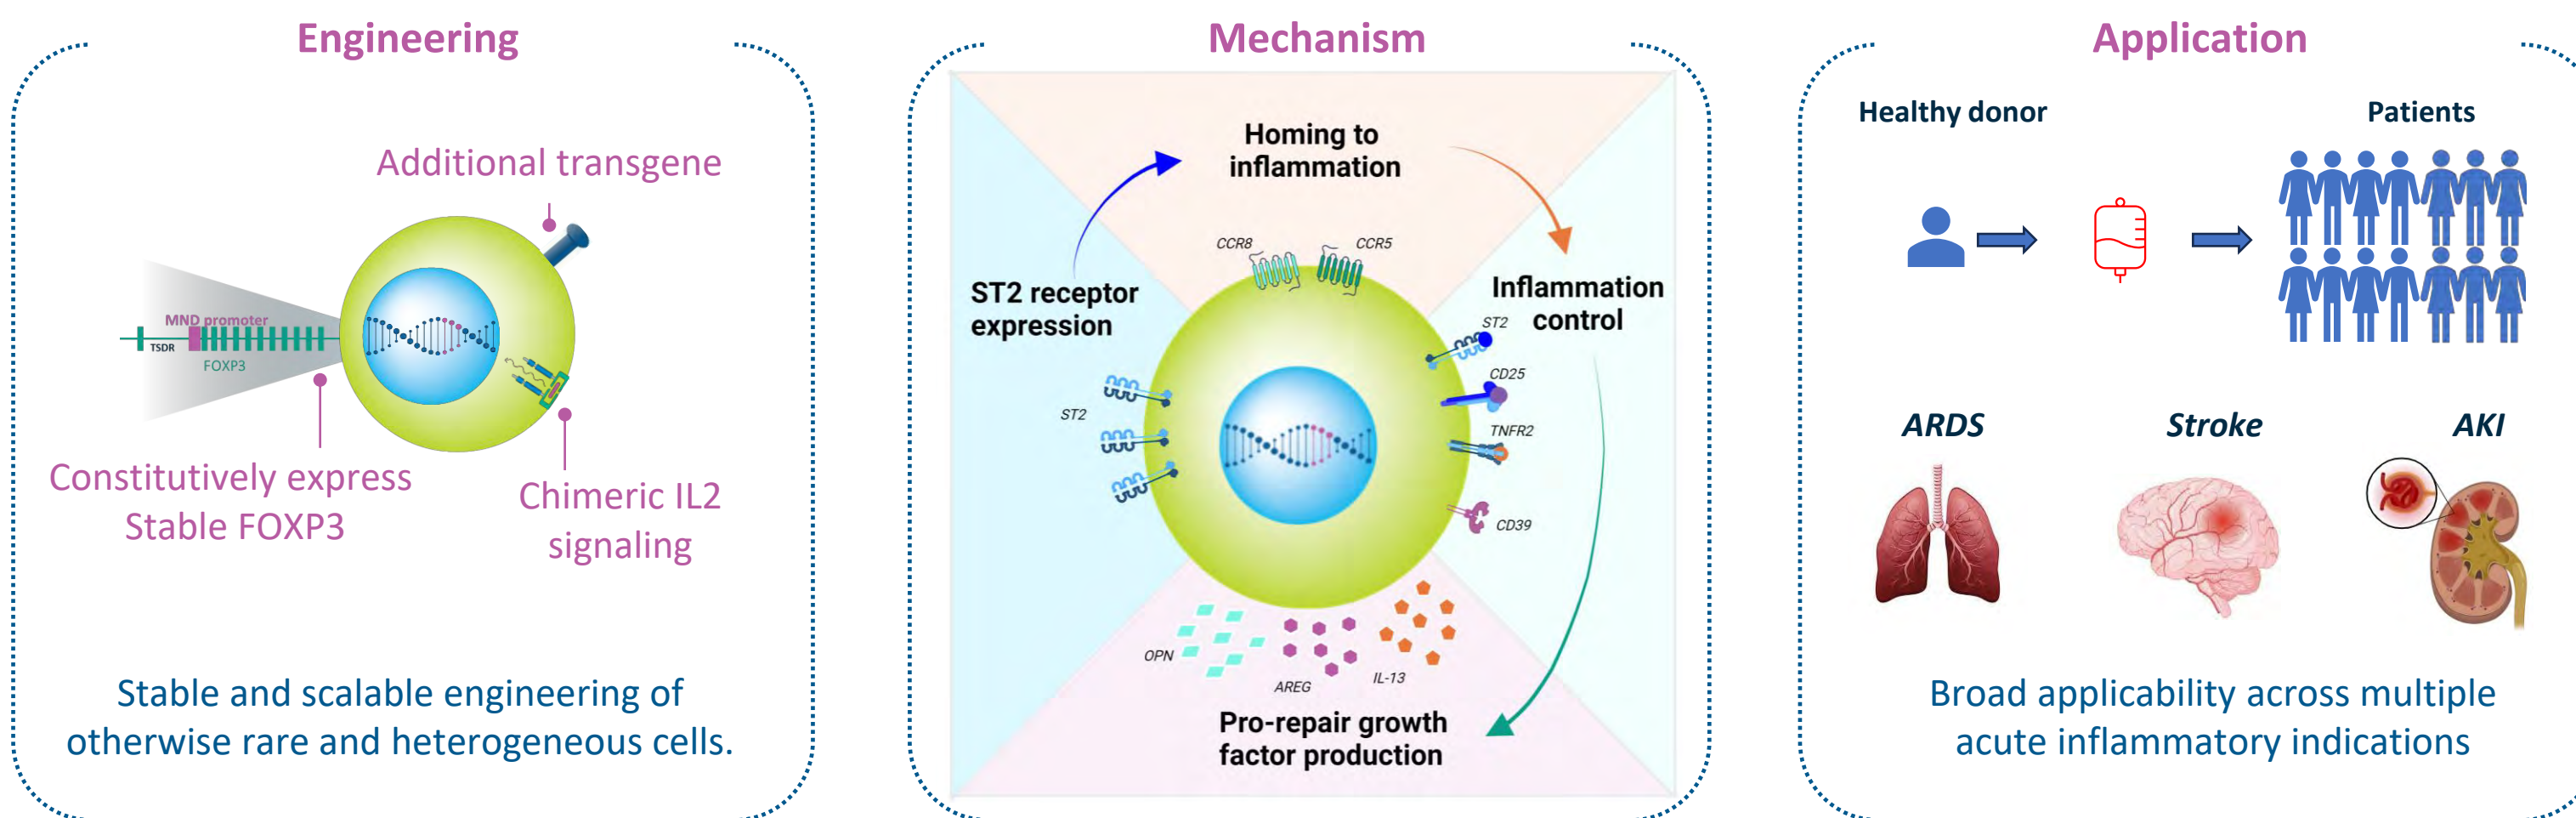 Engineering
Additional transgene
MND promoter
TSDR
FOXP3
Constitutively express
Stable FOXP3
Chimeric IL2
signaling
Stable and scalable engineering of
otherwise rare and heterogeneous cells.
Mechanism
Homing to
inflammation
CCR8
CCR5
ST2 receptor
expression
Inflammation
control
ST2
CD25
TNFR2
CD39
ST2
OPN
AREG
IL-13
Pro-repair growth
factor production
Application
Healthy donor
Patients
ARDS
Stroke
AKI
Broad applicability across multiple
acute inflammatory indications